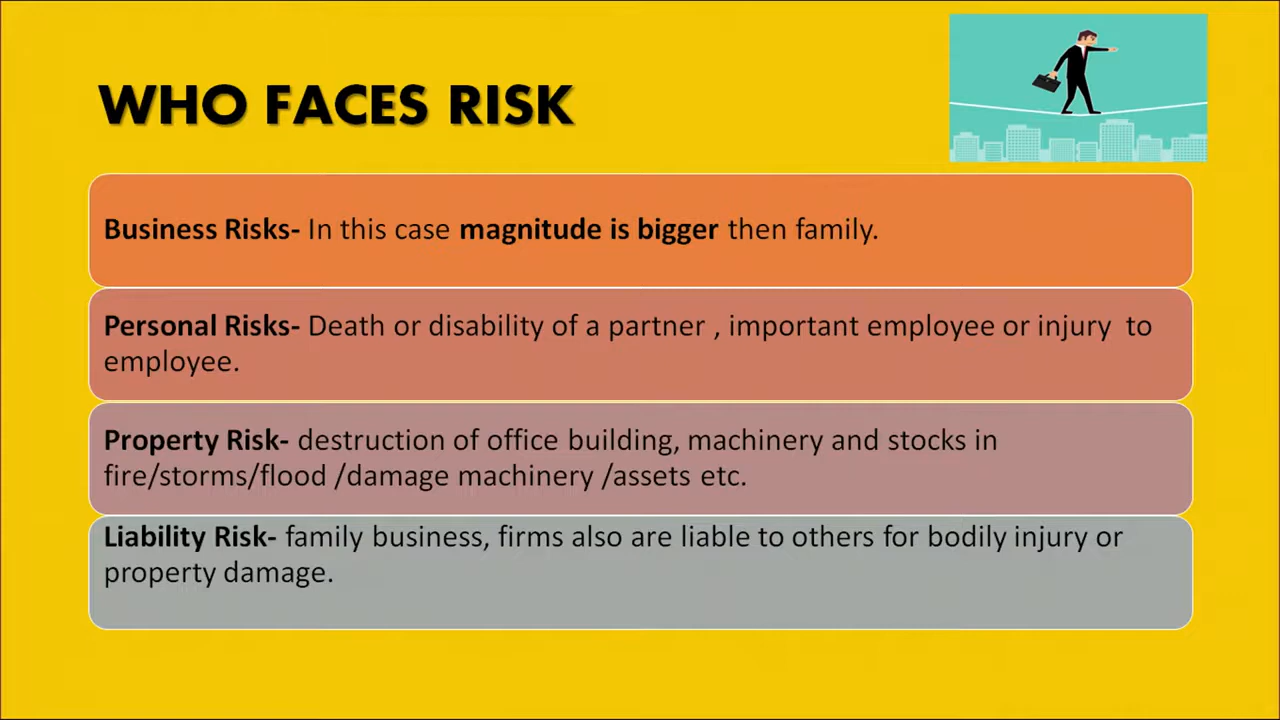 WHO FACES RISK
Business Risks- In this case magnitude is bigger then family.
Personal Risks- Death or disability of a partner , important employee or injury  to
employee.
Property Risk- destruction of office building, machinery and stocks in
fire/storms/flood /damage machinery /assets etc.
Liability Risk- family business, firms also are liable to others for bodily injury or
property damage.